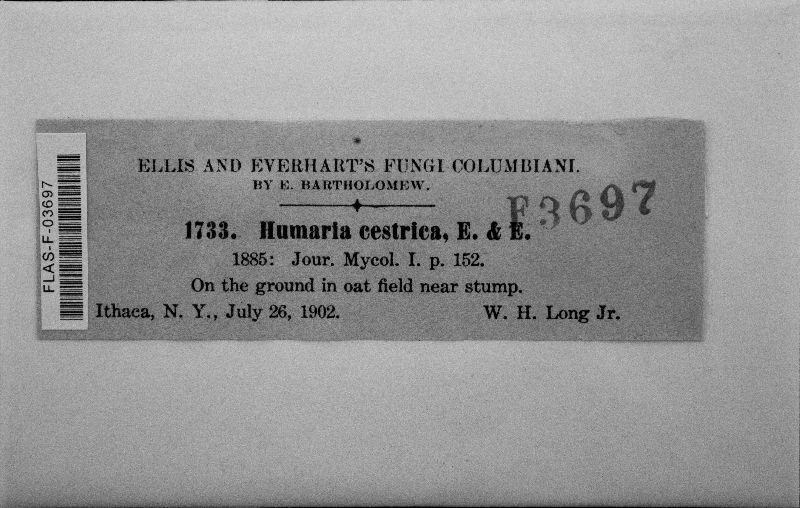 ELLIS AND EVERHART'S FUNGI COLUMBIANI.
BY E. BARTHOLOMEW.
F3697
1733. Humaria cestrica, E. & E.
1885: Jour. Mycol. I. p. 152.
On the ground in oat field near stump.
Ithaca, N. Y., July 26, 1902. W. H. Long Jr.
FLAS-F-03697